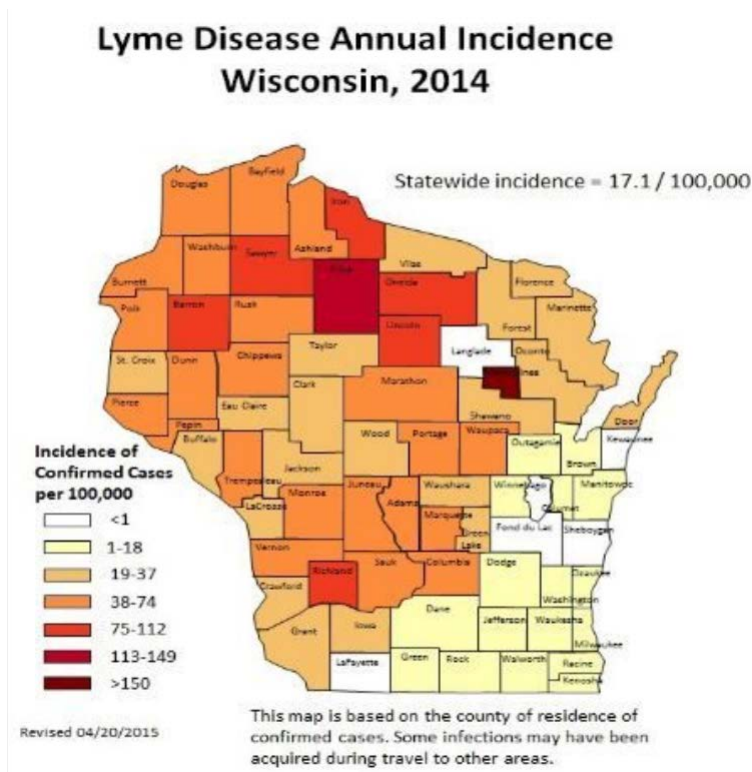 Lyme Disease Annual Incidence
Wisconsin, 2014
Statewide incidence = 17.1 / 100,000
Bayfield
Douglas
Iron
Washburn
Sawyer
Ashland
Vilas
Burnett
Florence
Oneida
Polk
Barron
Rusk
Marinette
Lincoln
Forest
Taylor
Langlade
Oconto
St. Croix
Dunn
Chippewa
Clark
Marathon
Pierce
Eau Claire
Shawano
Door
Pepin
Buffalo
Wood
Portage
Waupaca
Outagamie
Kewaunee
Brown
Trempealeau
Jackson
Juneau
Waushara
Winnebago
Manitowoc
Monroe
Adams
LaCrosse
Marquette
Fond du Lac
Sheboygan
Green
Lake
Vernon
Richland
Sauk
Columbia
Dodge
Ozaukee
Crawford
Washington
Dane
Jefferson
Waukesha
Grant
Iowa
Milwaukee
LaFayette
Green
Rock
Walworth
Racine
Kenosha
Incidence of
Confirmed Cases
per 100,000
<1
1-18
19-37
38-74
75-112
113-149
>150
Revised 04/20/2015
This map is based on the county of residence of
confirmed cases. Some infections may have been
acquired during travel to other areas.